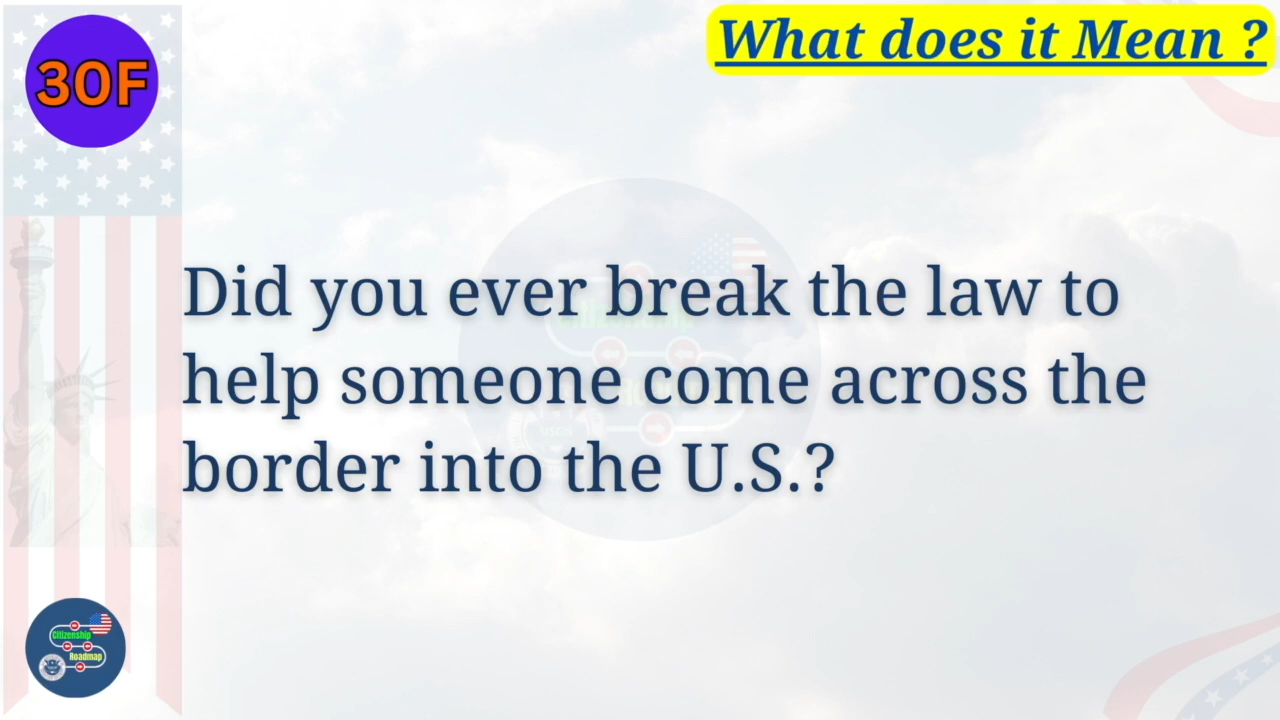 30F
What does it Mean ?
Did you ever break the law to
help someone come across the
border into the U.S.?
Citizenship
Roadmap